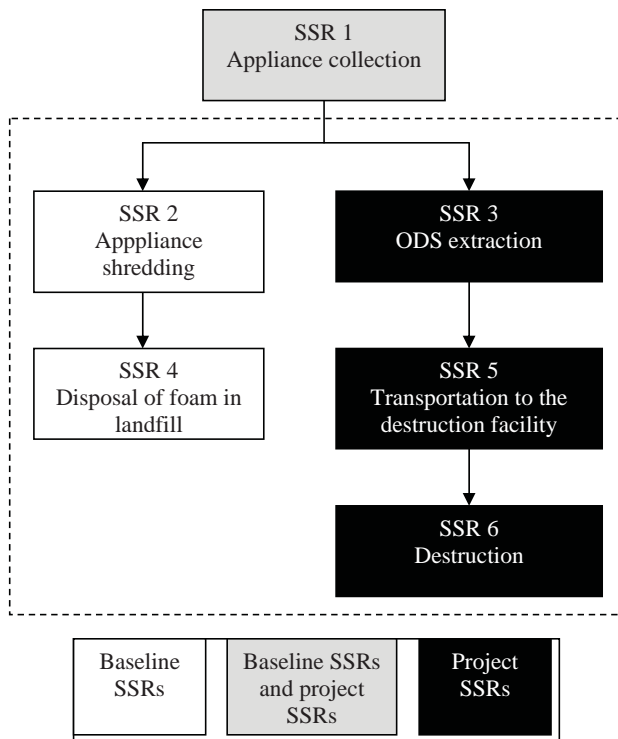 SSR 1
Appliance collection
SSR 2
Apppliance
shredding
SSR 3
ODS extraction
SSR 4
Disposal of foam in
landfill
SSR 5
Transportation to the
destruction facility
SSR 6
Destruction
Baseline
SSRs
Baseline SSRs
and project
SSRs
Project
SSRs